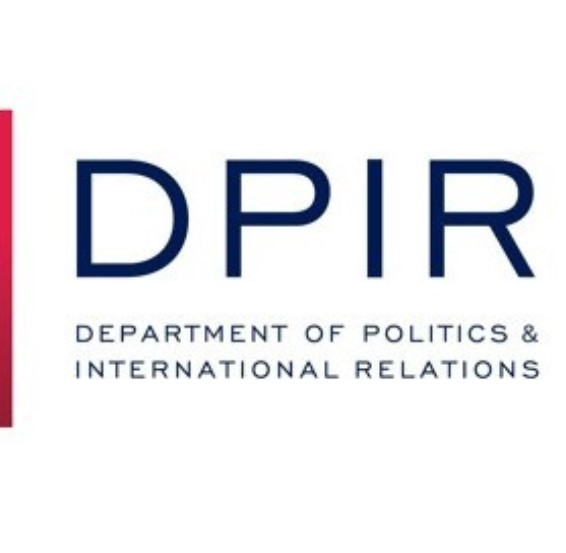 DPIR
DEPARTMENT OF POLITICS &
INTERNATIONAL RELATIONS